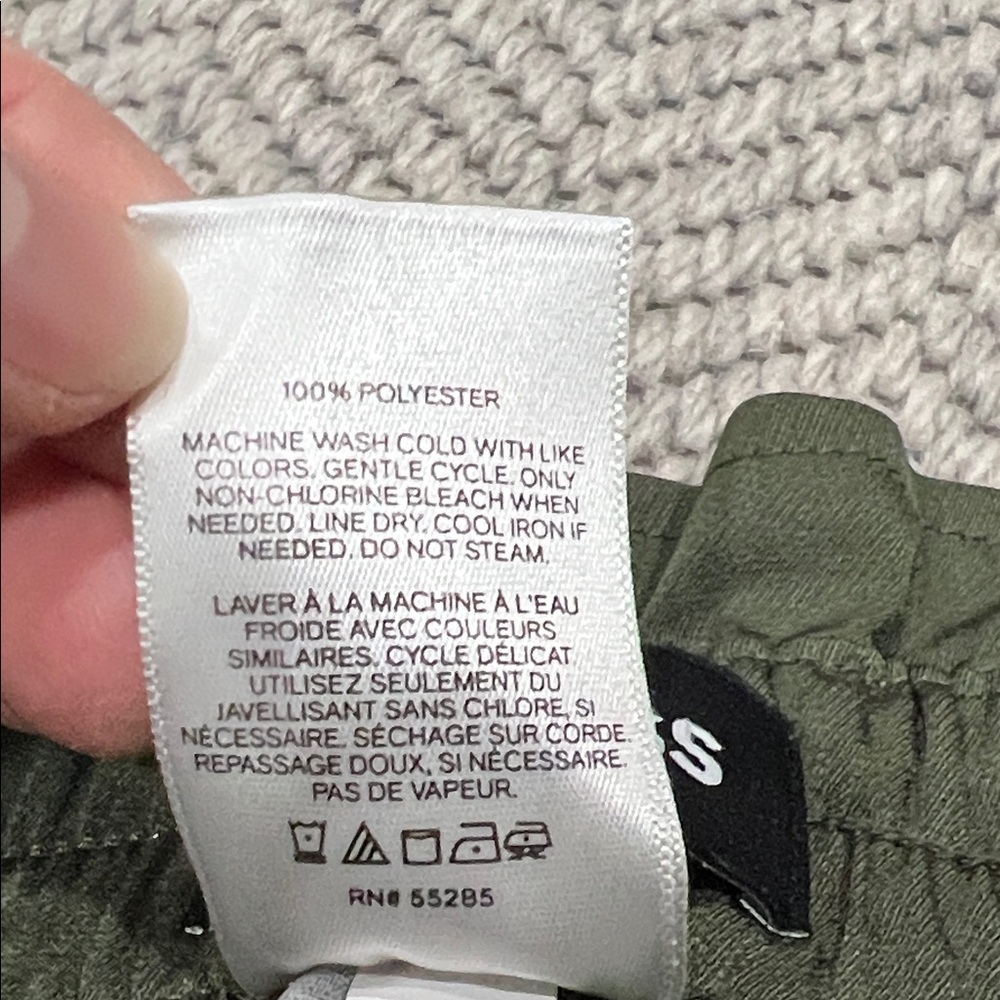 100% POLYESTER
MACHINE WASH COLD WITH LIKE
COLORS. GENTLE CYCLE. ONLY
NON-CHLORINE BLEACH WHEN
NEEDED. LINE DRY. COOL IRON IF
NEEDED. DO NOT STEAM.
LAVER À LA MACHINE À L'EAU
FROIDE AVEC COULEURS
SIMILAIRES. CYCLE DÉLICAT.
UTILISEZ SEULEMENT DU
JAVELLISANT SANS CHLORE, SI
NÉCESSAIRE. SÉCHAGE SUR CORDE.
REPASSAGE DOUX, SI NÉCESSAIRE.
PAS DE VAPEUR.
RN# 55285
S